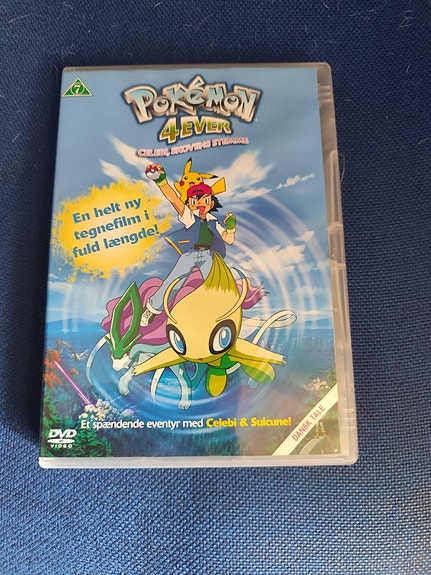 7
POKÉMON
4EVER
CELEBI, SKOVENS STEMME
En helt ny
tegnefilm i
fuld længde!
Et spændende eventyr med Celebi & Suicune!
DANSK TALE
DVD
VIDEO